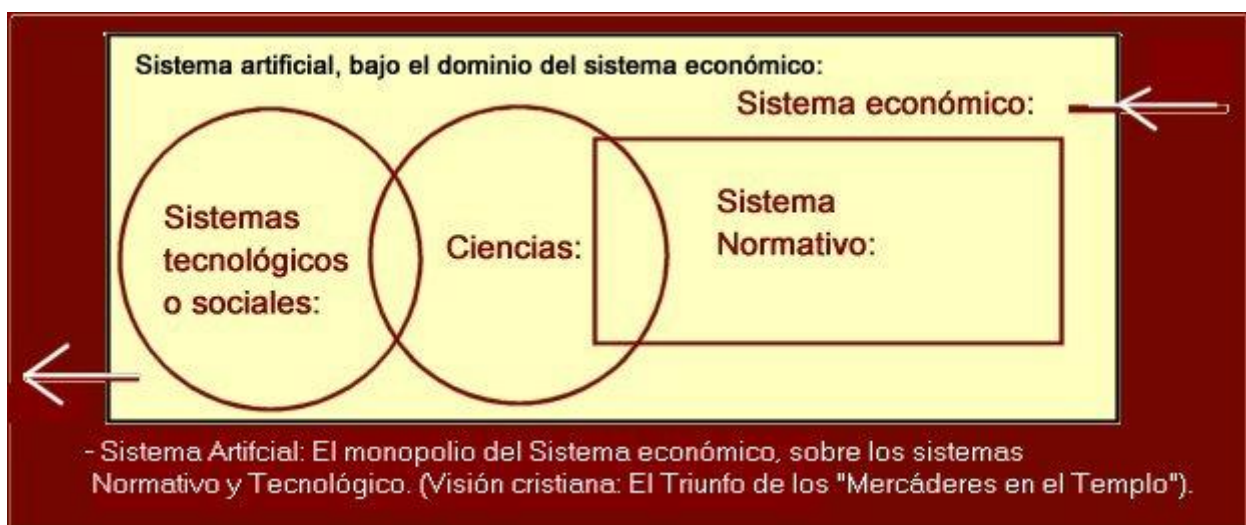 Sistema artificial, bajo el dominio del sistema económico:
Sistema económico:
Sistemas
tecnológicos
o sociales:
Ciencias:
Sistema
Normativo:
- Sistema Artifcial: El monopolio del Sistema económico, sobre los sistemas
Normativo y Tecnológico. (Visión cristiana: El Triunfo de los "Mercáderes en el Templo").